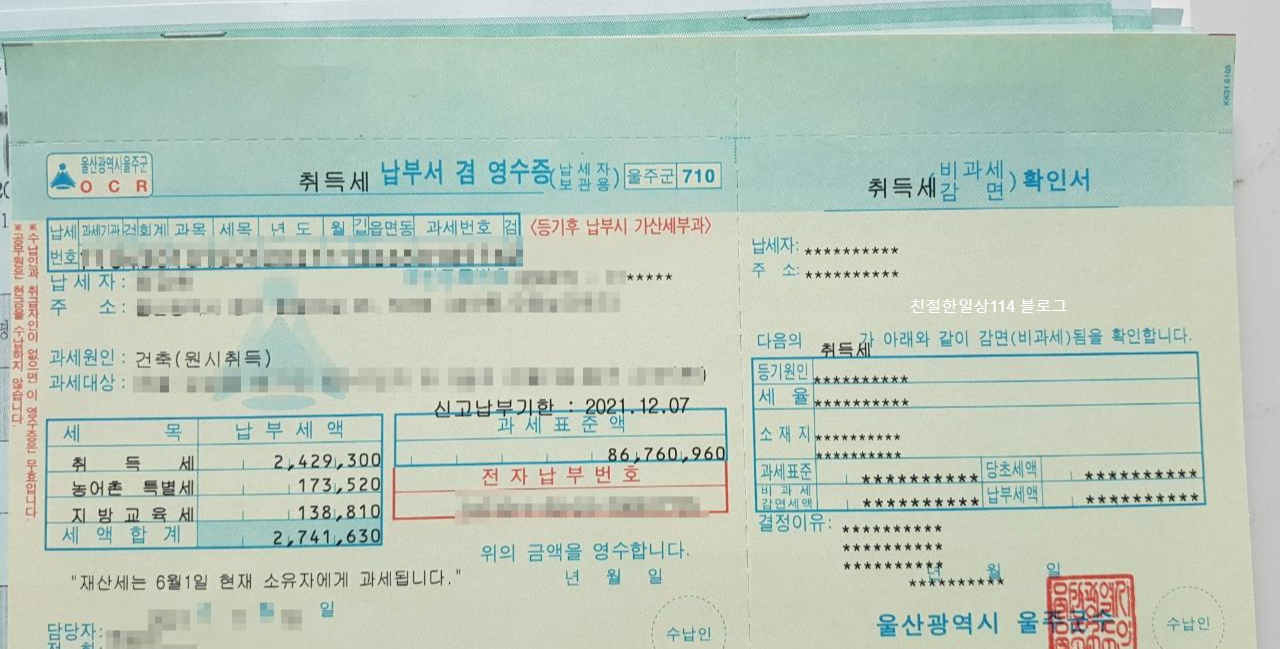 KK01 6165
울산광역시울주군
OCR
취득세 납부서 겸 영수증(납세자 보관용) 울주군 710
취득세(비과세 감면) 확인서
납세번호 과세기관 검 회계 과목 세목 년도 월 읍면동 과세번호 검
<등기후 납부시 가산세부과>
※수납인과 취급자인이 없으면 이 영수증은 무효입니다.
※공무원은 현금을 수납하지 않습니다.
납세자 : *****
주 소 :
과세원인 : 건축(원시취득)
과세대상 : )
신고납부기한 : 2021.12.07
세 목 납부세액
취 득 세 2,429,300
농어촌 특별세 173,520
지방교육세 138,810
세액합계 2,741,630
과세표준액
86,760,960
전자납부번호
위의 금액을 영수합니다.
년 월 일
"재산세는 6월1일 현재 소유자에게 과세됩니다."
일
담당자:
수납인
납세자: **********
주 소: **********
친절한일상114 블로그
다음의 취득세가 아래와 같이 감면(비과세)됨을 확인합니다.
등기원인 **********
세 율 **********
소재지 **********
**********
과세표준 ********** 당초세액 **********
비과세 감면세액 ********** 납부세액 **********
결정이유: **********
**********
**********
년 월 일
**********
울산광역시 울주군수
수납인